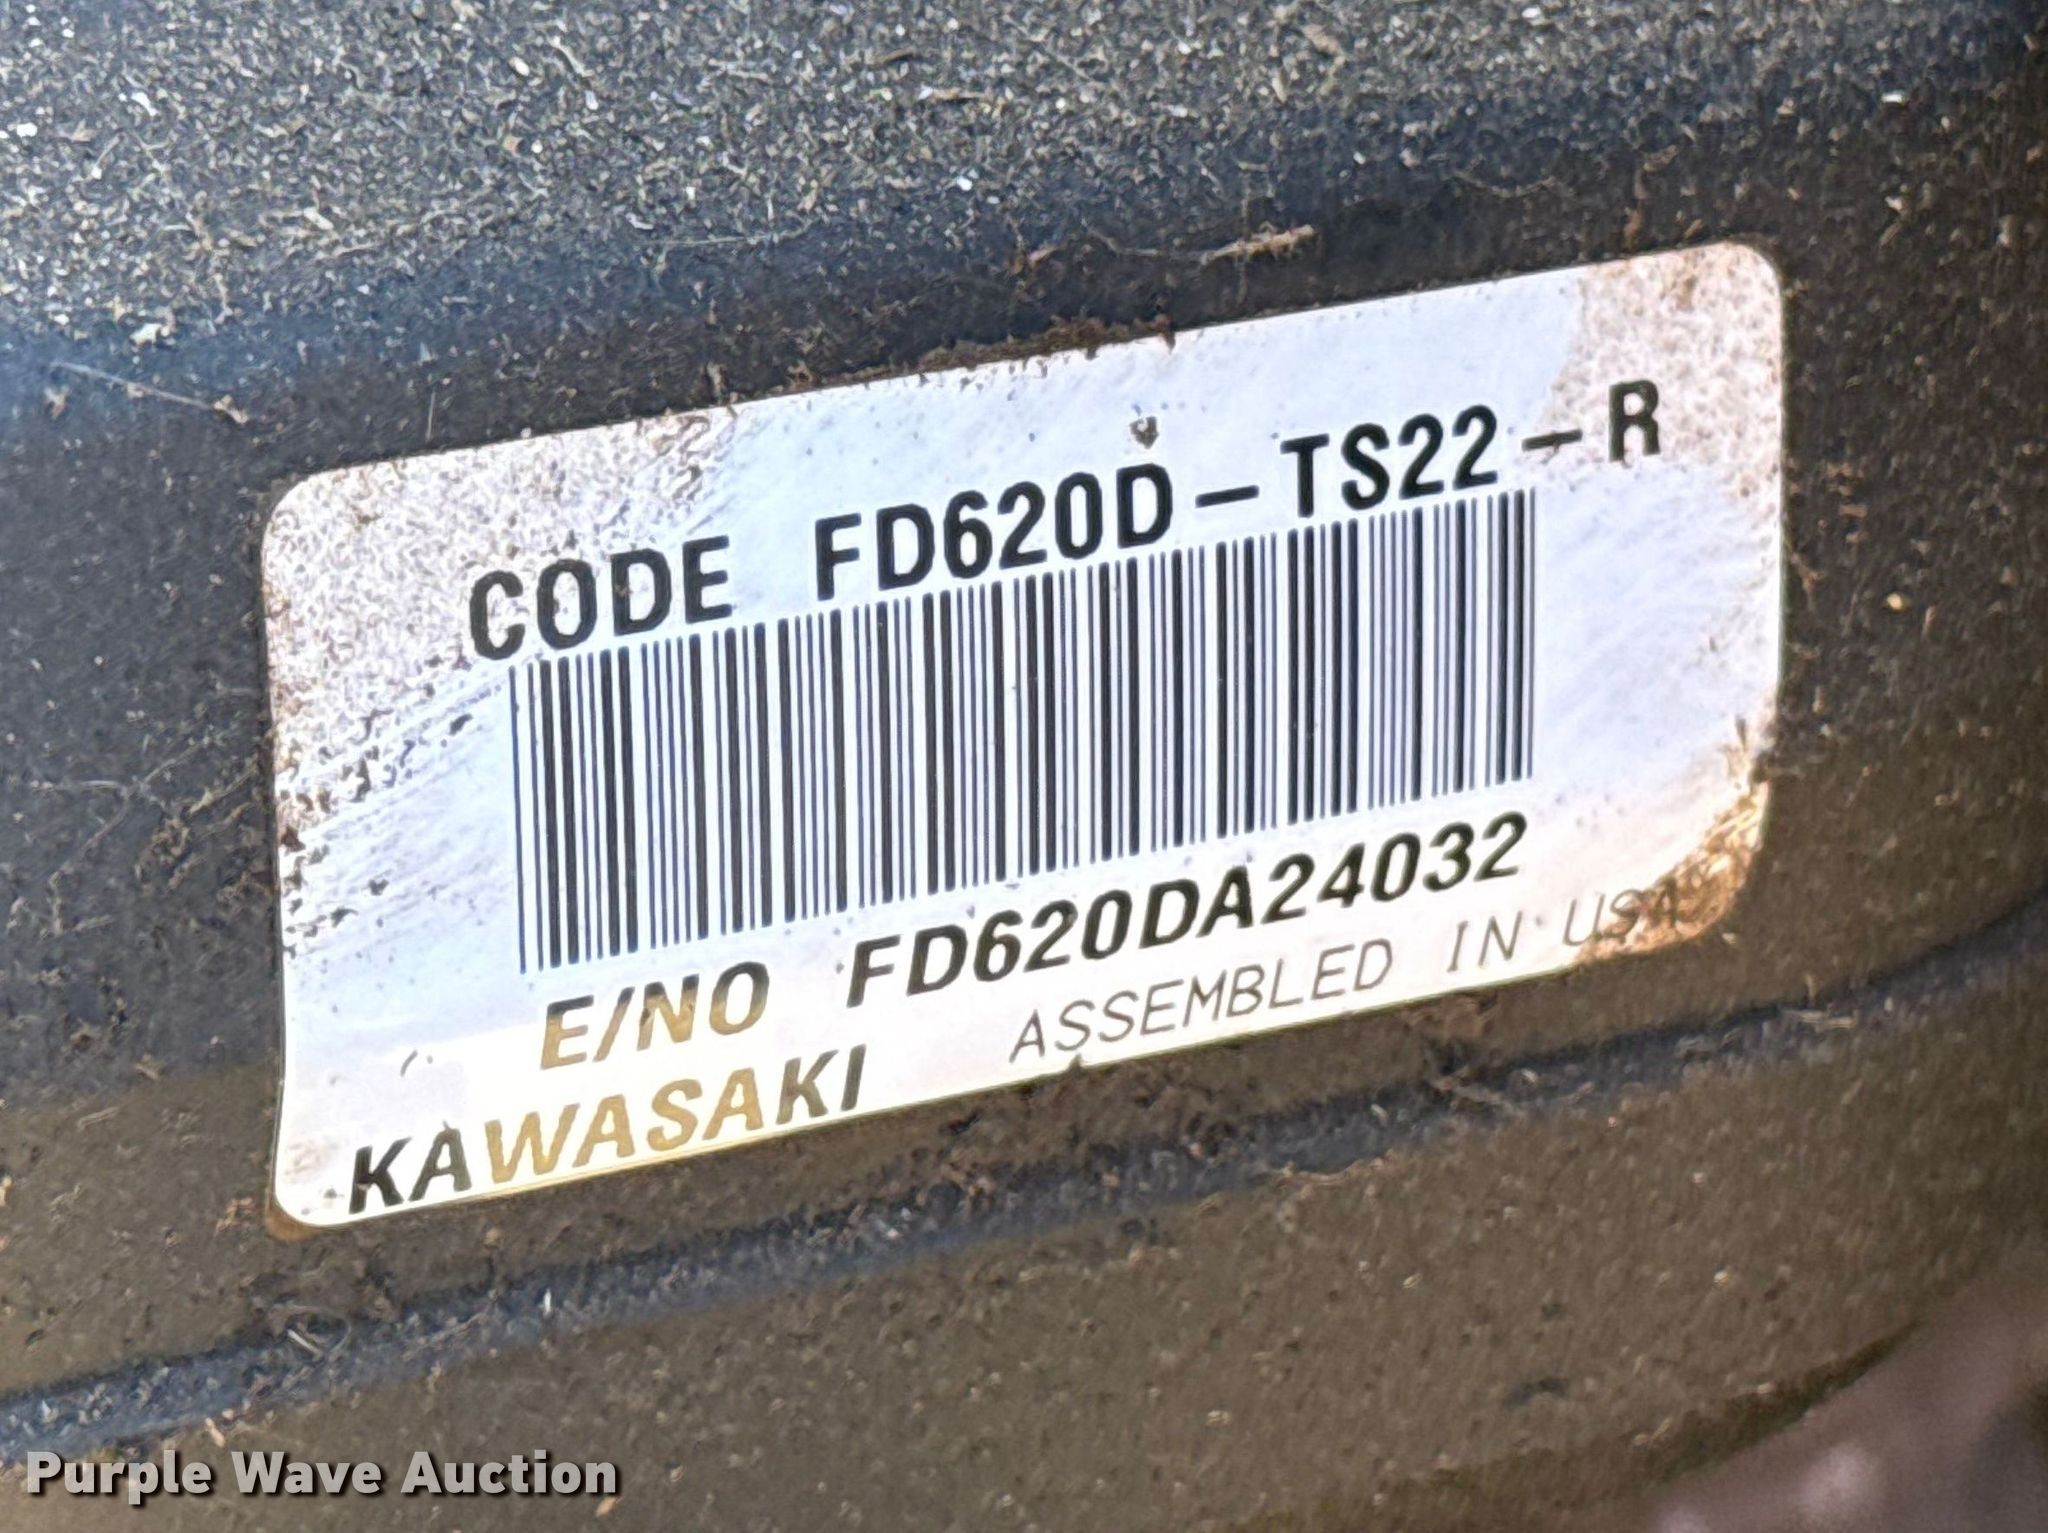 CODE FD620D-TS22-R
E/NO FD620DA24032
KAWASAKI ASSEMBLED IN USA
Purple Wave Auction